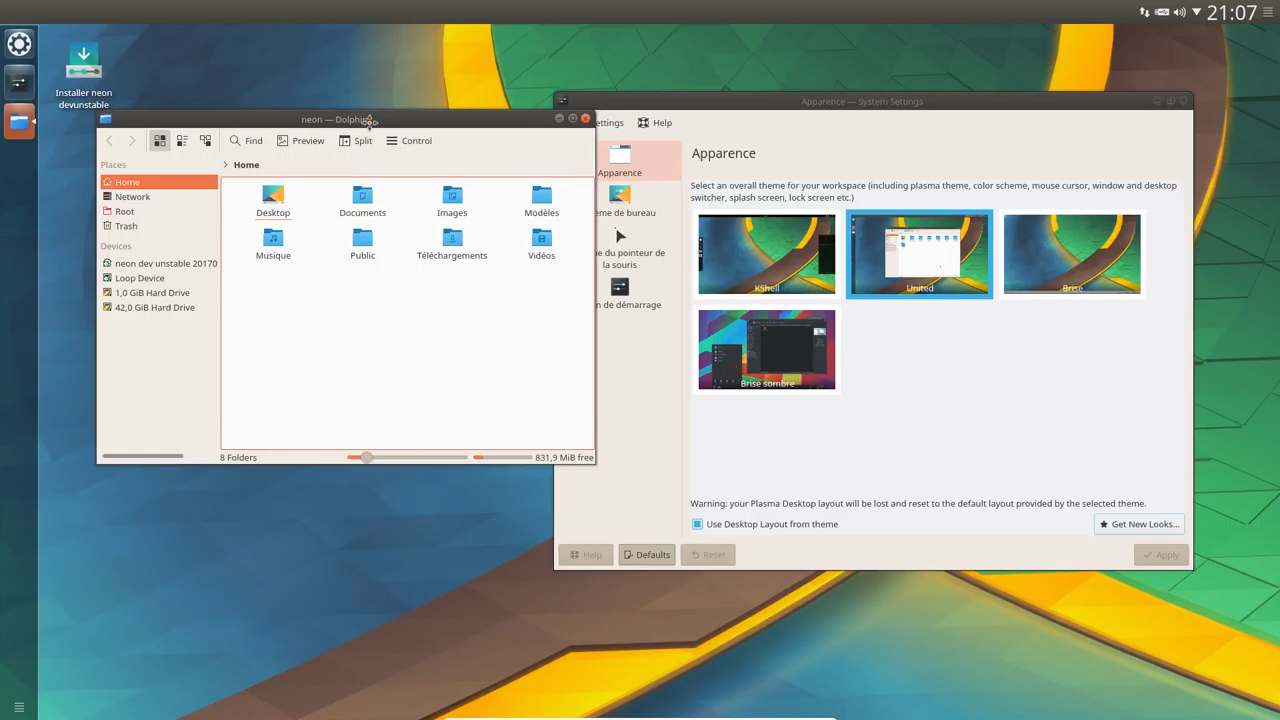 21:07
Installer neon
devunstable
neon — Dolphin
Find
Preview
Split
Control
Places
Home
Network
Root
Trash
Devices
neon dev unstable 20170
Loop Device
1,0 GiB Hard Drive
42,0 GiB Hard Drive
Home
Desktop
Documents
Images
Modèles
Musique
Public
Téléchargements
Vidéos
8 Folders
831,9 MiB free
Apparence — System Settings
ettings
Help
Apparence
ème de bureau
ue du pointeur de
la souris
n de démarrage
Apparence
Select an overall theme for your workspace (including plasma theme, color scheme, mouse cursor, window and desktop
switcher, splash screen, lock screen etc.)
KShell
United
Brise
Brise sombre
Warning: your Plasma Desktop layout will be lost and reset to the default layout provided by the selected theme.
Use Desktop Layout from theme
Get New Looks...
Help
Defaults
Reset
Apply